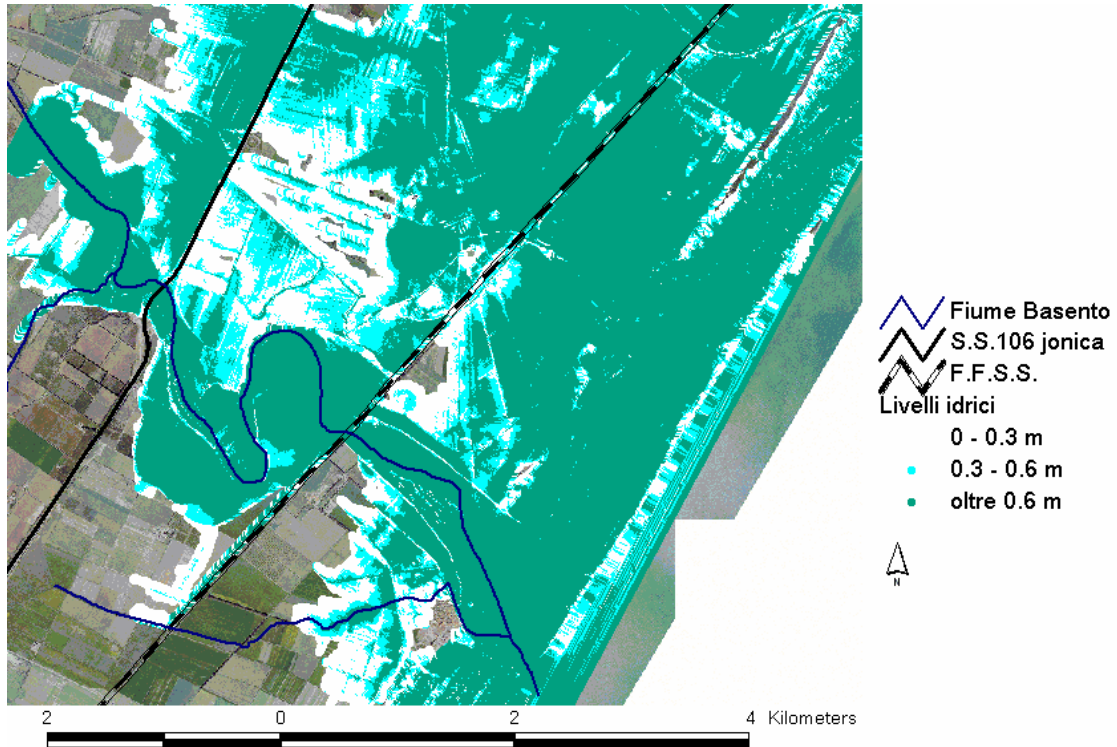 Fiume Basento
S.S.106 jonica
F.F.S.S.
Livelli idrici
0 - 0.3 m
0.3 - 0.6 m
oltre 0.6 m
N
2 0 2 4 Kilometers